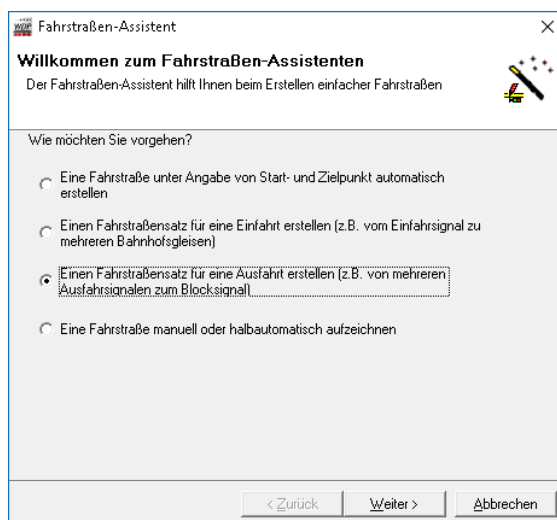 WDP Fahrstraßen-Assistent
Willkommen zum Fahrstraßen-Assistenten
Der Fahrstraßen-Assistent hilft Ihnen beim Erstellen einfacher Fahrstraßen
Wie möchten Sie vorgehen?
Eine Fahrstraße unter Angabe von Start- und Zielpunkt automatisch
erstellen
Einen Fahrstraßensatz für eine Einfahrt erstellen (z.B. vom Einfahrsignal zu
mehreren Bahnhofsgleisen)
Einen Fahrstraßensatz für eine Ausfahrt erstellen (z.B. von mehreren
Ausfahrsignalen zum Blocksignal)
Eine Fahrstraße manuell oder halbautomatisch aufzeichnen
< Zurück Weiter > Abbrechen